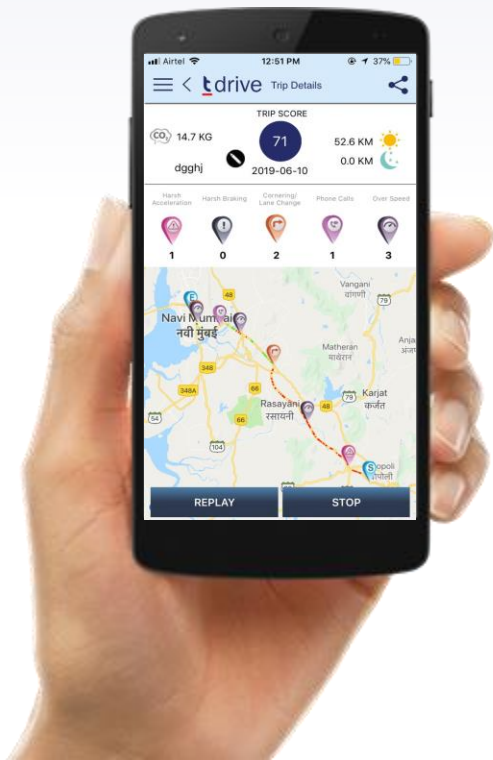 Airtel 12:51 PM 37%
tdrive Trip Details
TRIP SCORE
CO₂ 14.7 KG
71
52.6 KM
0.0 KM
dgghj
2019-06-10
Harsh Acceleration
Harsh Braking
Cornering/ Lane Change
Phone Calls
Over Speed
1 0 2 1 3
Vangani
वांगणी
79
E
48
Navi Mumbai
नवी मुंबई
Matheran
माथेरान
348
348A
66
79
Karjat
कर्जत
Rasayani
रसायनी
48
54
66
104
S
REPLAY STOP